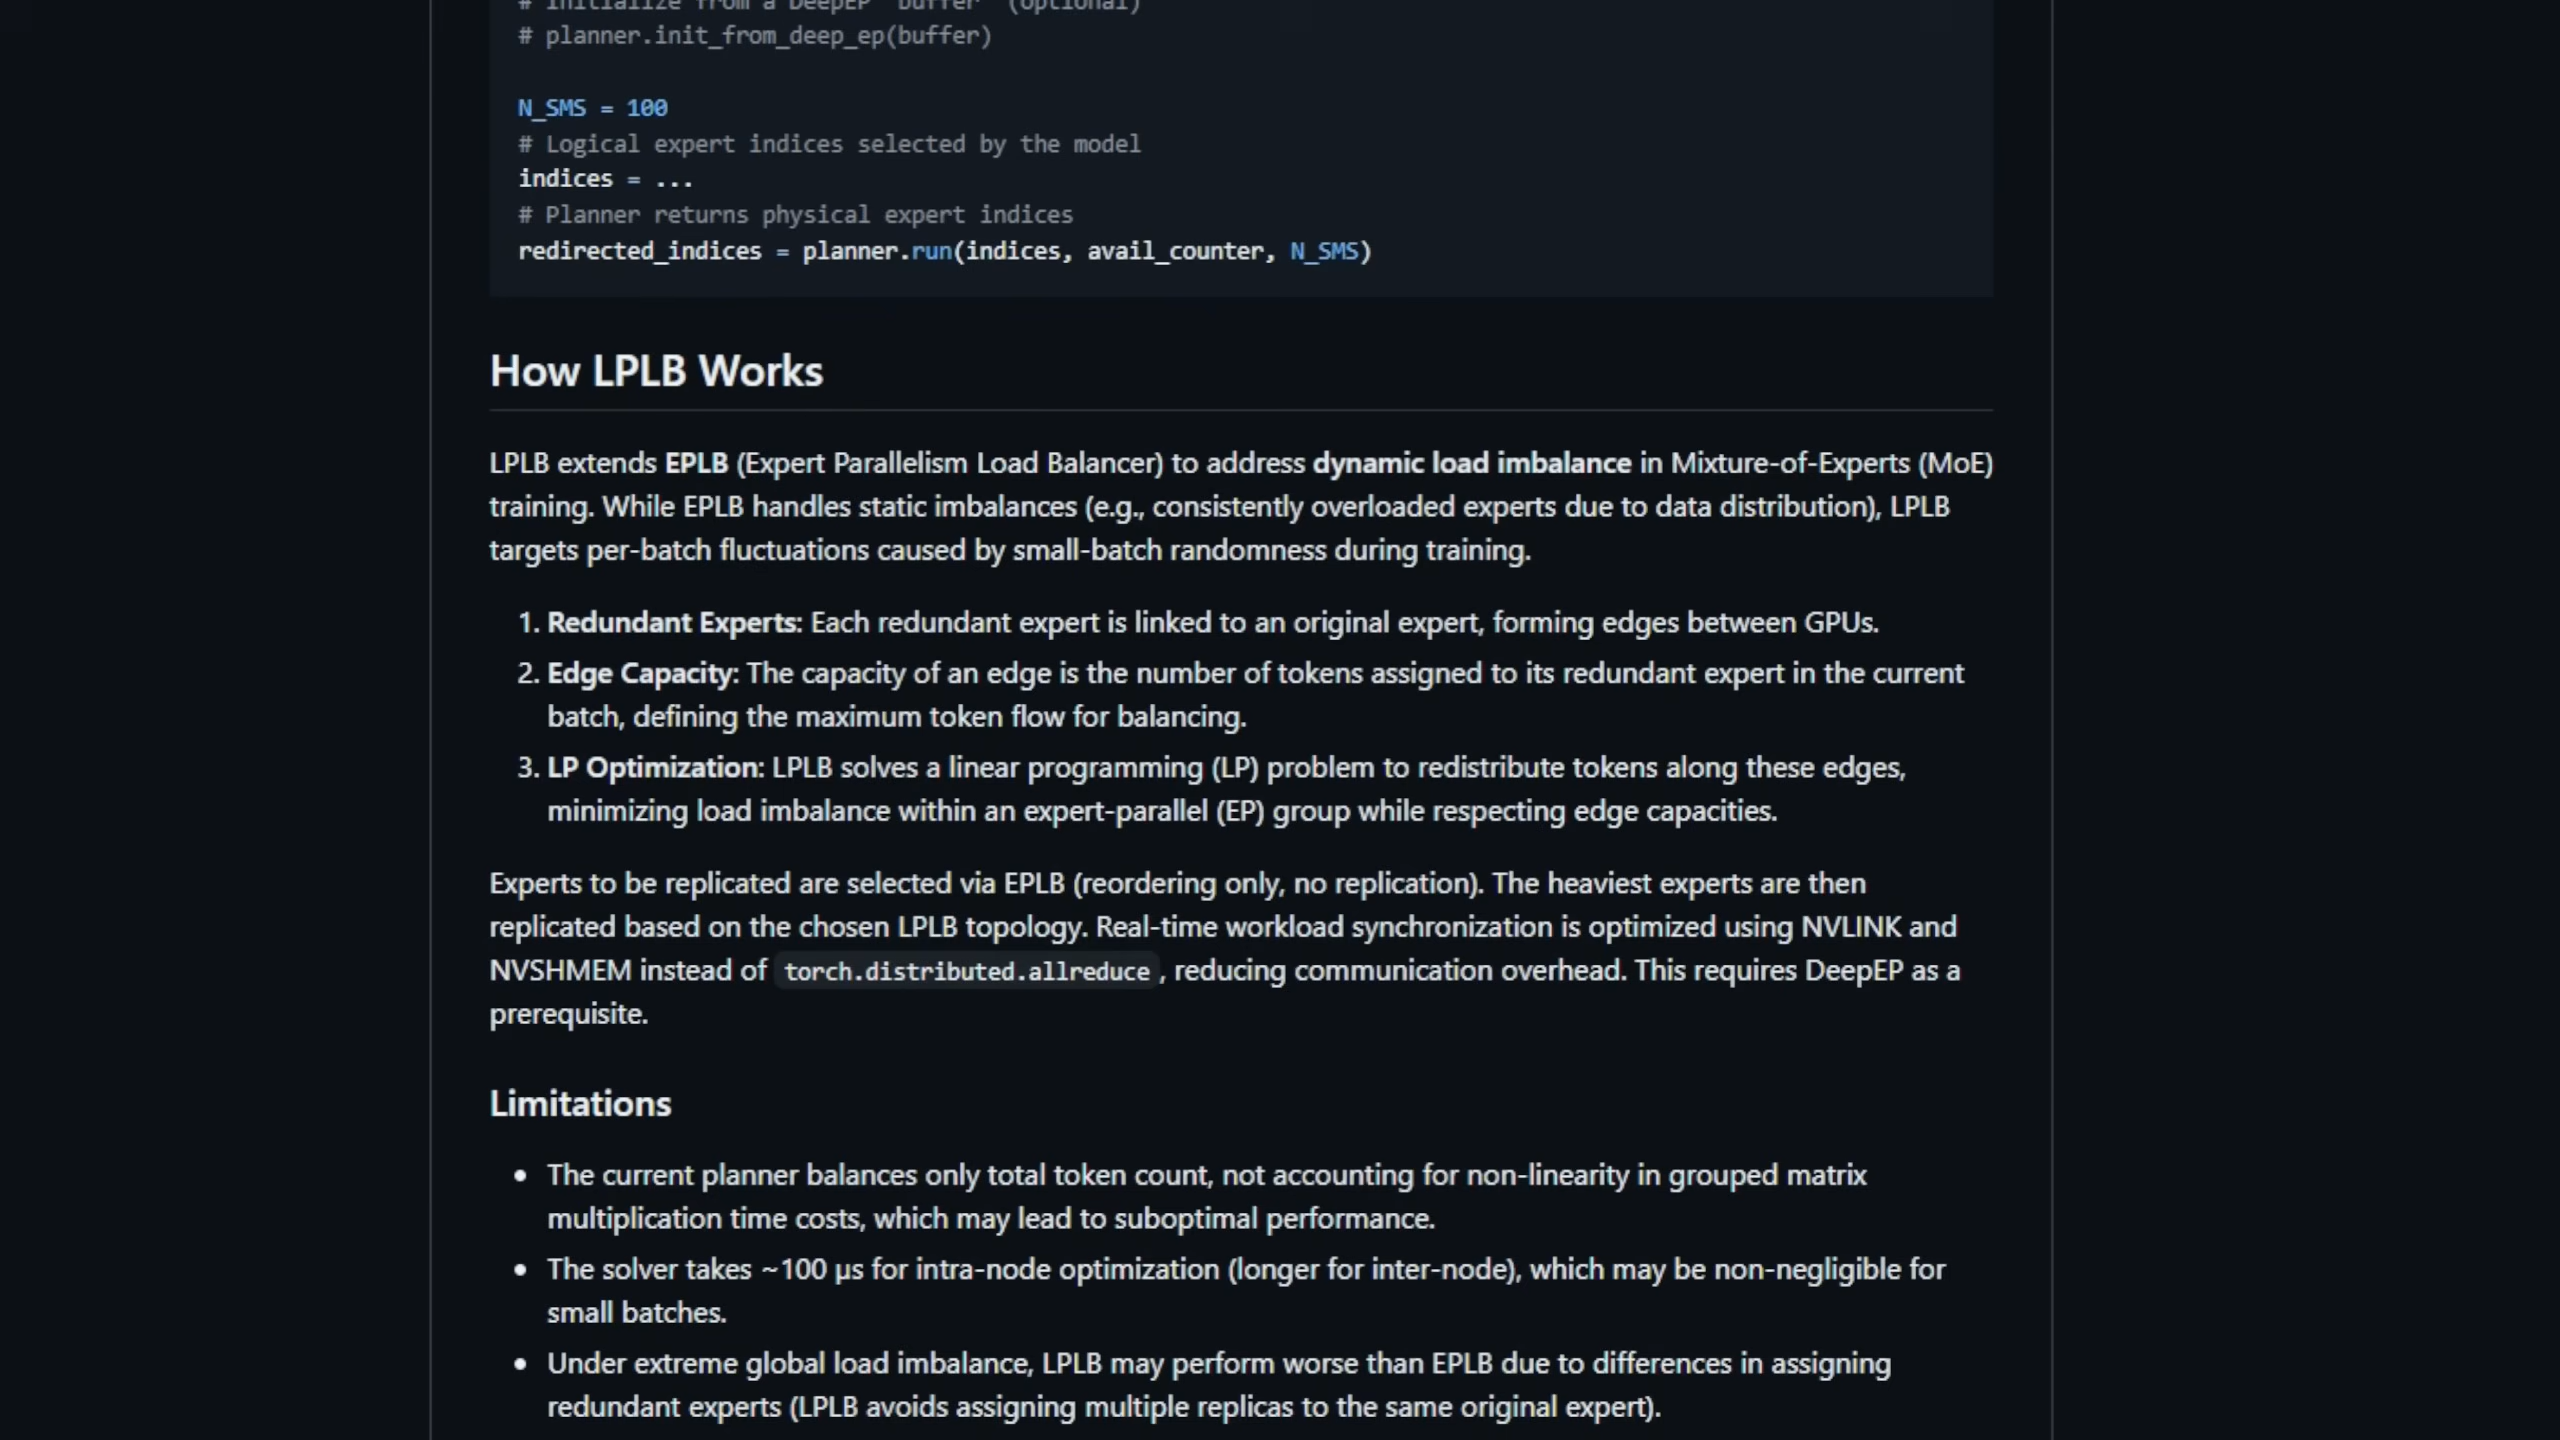 # Initialize from a DeepEP `buffer` (optional)
# planner.init_from_deep_ep(buffer)
N_SMS = 100
# Logical expert indices selected by the model
indices = ...
# Planner returns physical expert indices
redirected_indices = planner.run(indices, avail_counter, N_SMS)
How LPLB Works
LPLB extends EPLB (Expert Parallelism Load Balancer) to address dynamic load imbalance in Mixture-of-Experts (MoE)
training. While EPLB handles static imbalances (e.g., consistently overloaded experts due to data distribution), LPLB
targets per-batch fluctuations caused by small-batch randomness during training.
1. Redundant Experts: Each redundant expert is linked to an original expert, forming edges between GPUs.
2. Edge Capacity: The capacity of an edge is the number of tokens assigned to its redundant expert in the current
batch, defining the maximum token flow for balancing.
3. LP Optimization: LPLB solves a linear programming (LP) problem to redistribute tokens along these edges,
minimizing load imbalance within an expert-parallel (EP) group while respecting edge capacities.
Experts to be replicated are selected via EPLB (reordering only, no replication). The heaviest experts are then
replicated based on the chosen LPLB topology. Real-time workload synchronization is optimized using NVLINK and
NVSHMEM instead of torch.distributed.allreduce, reducing communication overhead. This requires DeepEP as a
prerequisite.
Limitations
• The current planner balances only total token count, not accounting for non-linearity in grouped matrix
multiplication time costs, which may lead to suboptimal performance.
• The solver takes ~100 µs for intra-node optimization (longer for inter-node), which may be non-negligible for
small batches.
• Under extreme global load imbalance, LPLB may perform worse than EPLB due to differences in assigning
redundant experts (LPLB avoids assigning multiple replicas to the same original expert).